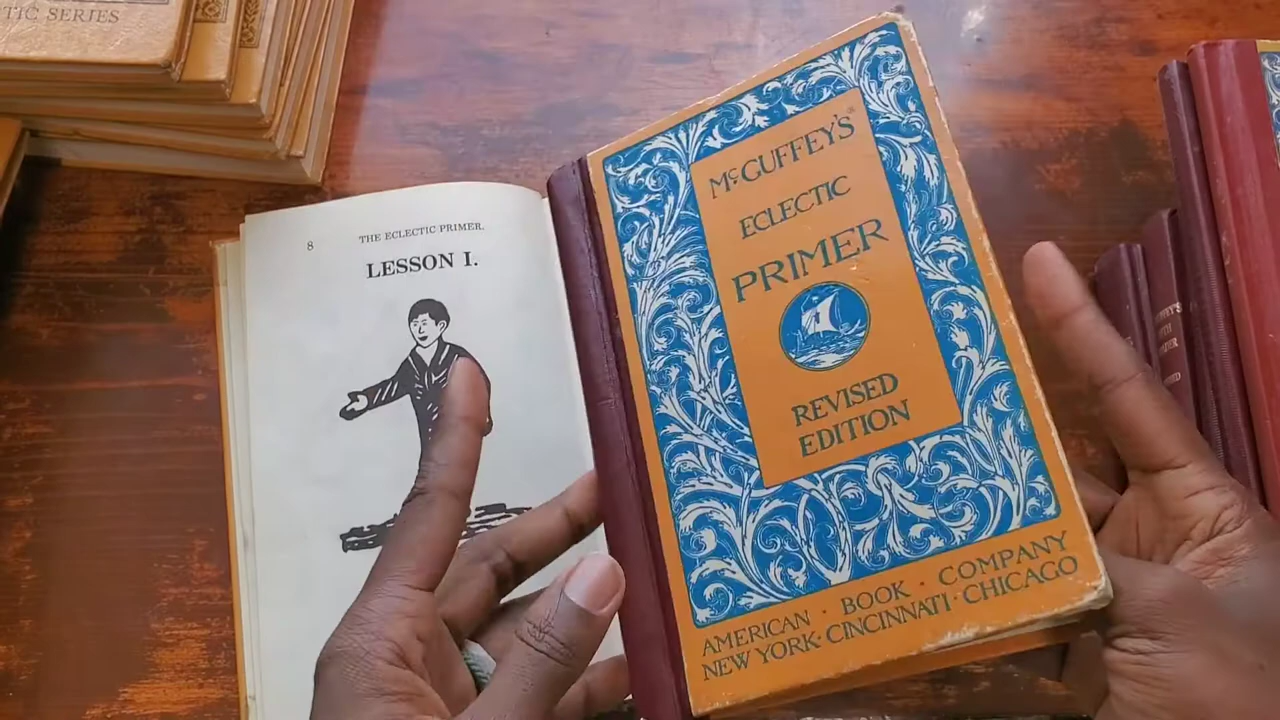 TIC SERIES
8 THE ECLECTIC PRIMER.
LESSON I.
McGUFFEY'S®
ECLECTIC
PRIMER
REVISED
EDITION
AMERICAN · BOOK · COMPANY
NEW YORK · CINCINNATI · CHICAGO